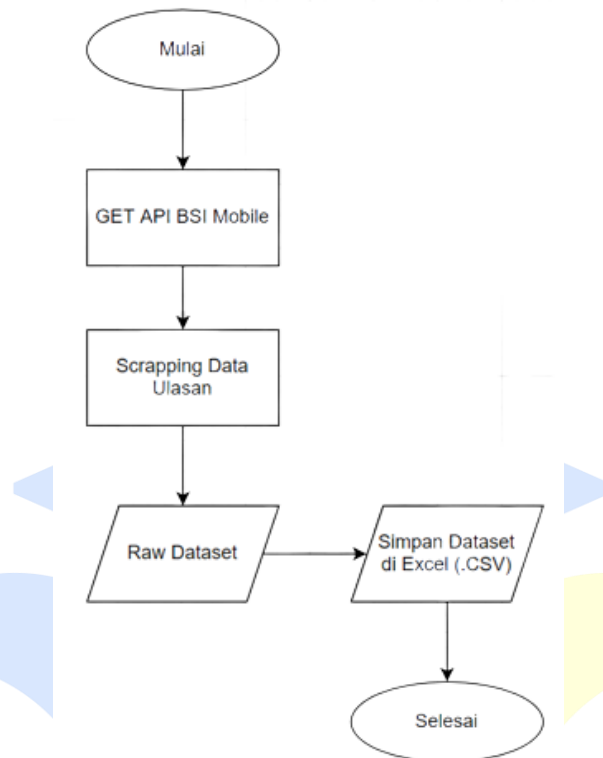 Mulai
GET API BSI Mobile
Scrapping Data
Ulasan
Raw Dataset
Simpan Dataset
di Excel (.CSV)
Selesai